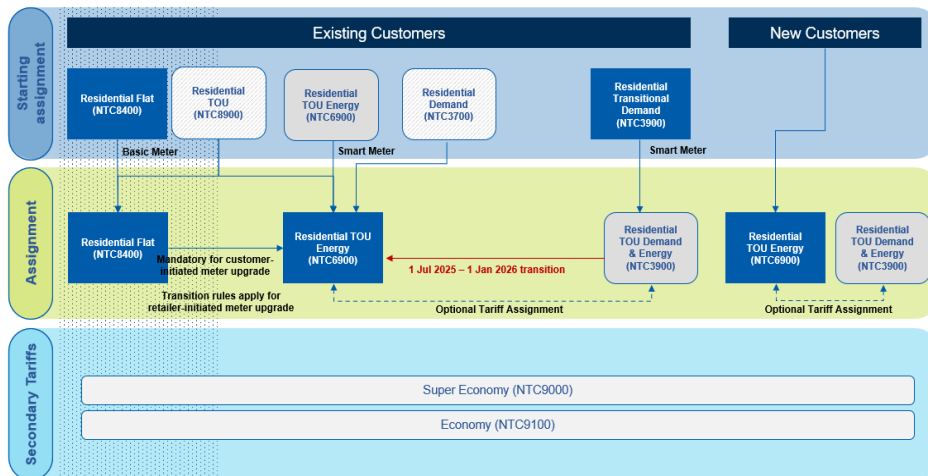 Existing Customers
New Customers
Starting
assignment
Residential Flat
(NTC8400)
Residential
TOU
(NTC8900)
Residential
TOU Energy
(NTC6900)
Residential
Demand
(NTC3700)
Residential
Transitional
Demand
(NTC3900)
Basic Meter
Smart Meter
Smart Meter
Assignment
Residential Flat
(NTC8400)
Mandatory for customer-
initiated meter upgrade
Transition rules apply for
retailer-initiated meter upgrade
Residential TOU
Energy
(NTC6900)
1 Jul 2025 – 1 Jan 2026 transition
Optional Tariff Assignment
Residential
TOU Demand
& Energy
(NTC3900)
Residential TOU
Energy
(NTC6900)
Residential
TOU Demand
& Energy
(NTC3900)
Optional Tariff Assignment
Secondary Tariffs
Super Economy (NTC9000)
Economy (NTC9100)